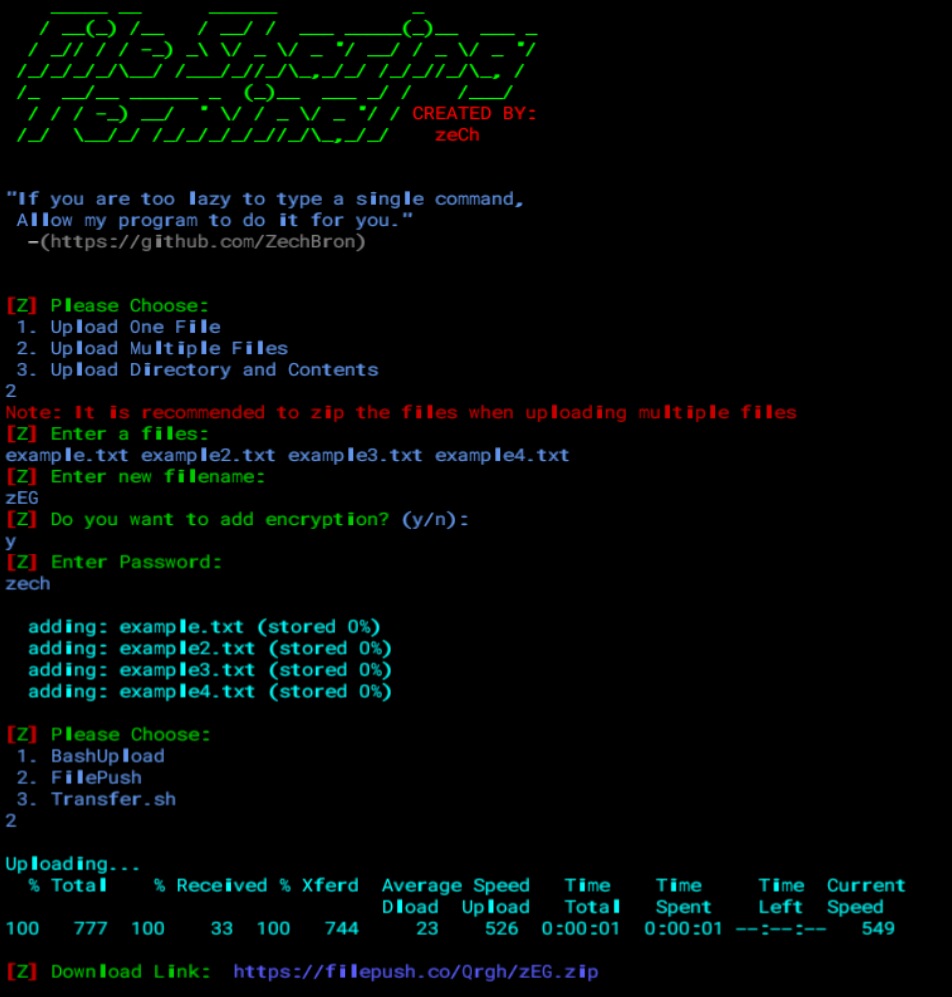 File Sharing
Terminal
CREATED BY:
zeCh
"If you are too lazy to type a single command,
Allow my program to do it for you."
-(https://github.com/ZechBron)
[Z] Please Choose:
1. Upload One File
2. Upload Multiple Files
3. Upload Directory and Contents
2
Note: It is recommended to zip the files when uploading multiple files
[Z] Enter a files:
example.txt example2.txt example3.txt example4.txt
[Z] Enter new filename:
zEG
[Z] Do you want to add encryption? (y/n):
y
[Z] Enter Password:
zech
adding: example.txt (stored 0%)
adding: example2.txt (stored 0%)
adding: example3.txt (stored 0%)
adding: example4.txt (stored 0%)
[Z] Please Choose:
1. BashUpload
2. FilePush
3. Transfer.sh
2
Uploading...
% Total % Received % Xferd Average Speed Time Time Time Current
Dload Upload Total Spent Left Speed
100 777 100 33 100 744 23 526 0:00:01 0:00:01 --:--:-- 549
[Z] Download Link: https://filepush.co/Qrgh/zEG.zip